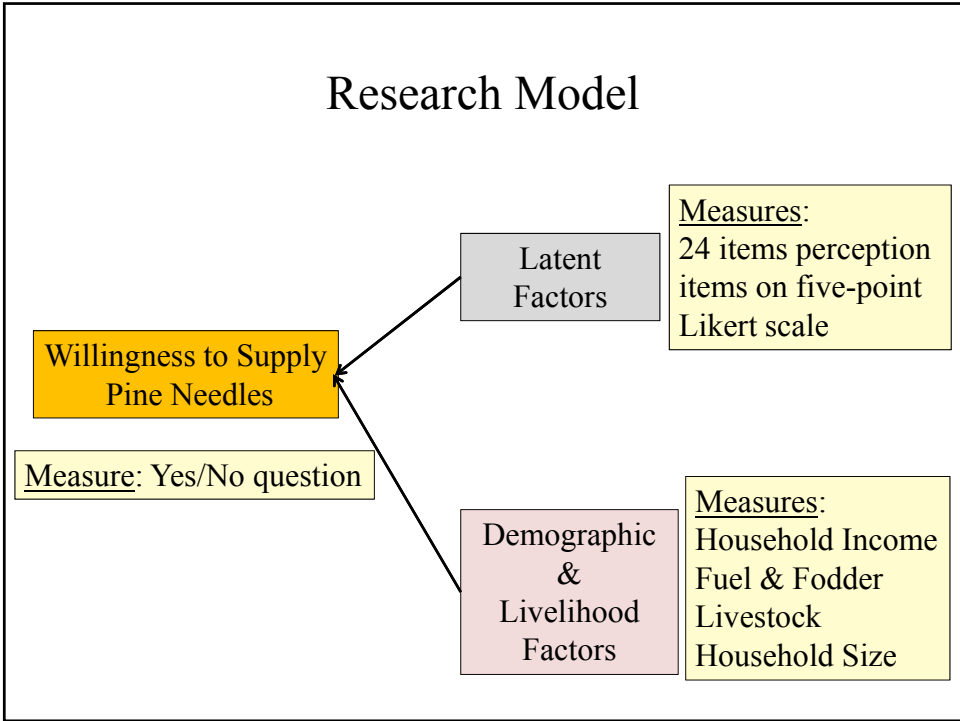 Research Model
Latent
Factors
Measures:
24 items perception
items on five-point
Likert scale
Willingness to Supply
Pine Needles
Measure: Yes/No question
Demographic
&
Livelihood
Factors
Measures:
Household Income
Fuel & Fodder
Livestock
Household Size